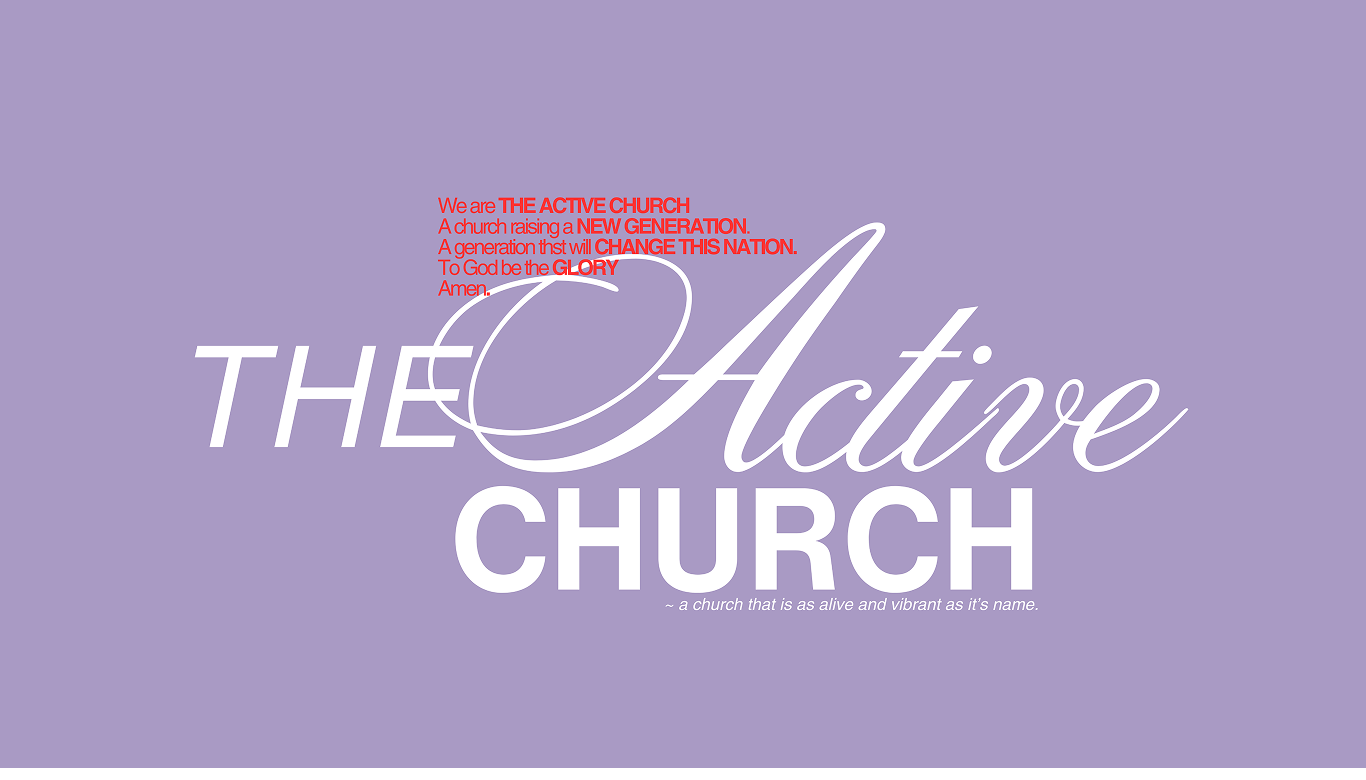 We are THE ACTIVE CHURCH
A church raising a NEW GENERATION.
A generation thst will CHANGE THIS NATION.
To God be the GLORY
Amen.
THE Active
CHURCH
~ a church that is as alive and vibrant as it's name.